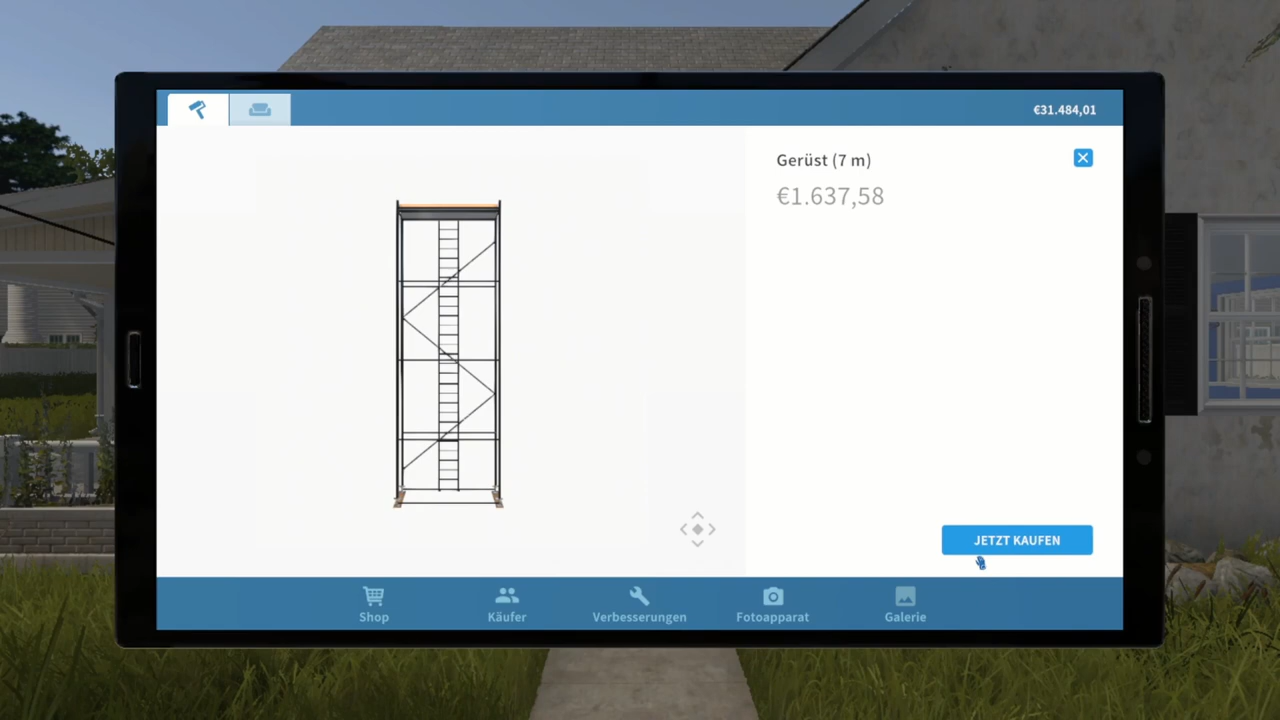 €31.484,01
Gerüst (7 m)
€1.637,58
JETZT KAUFEN
Shop
Käufer
Verbesserungen
Fotoapparat
Galerie